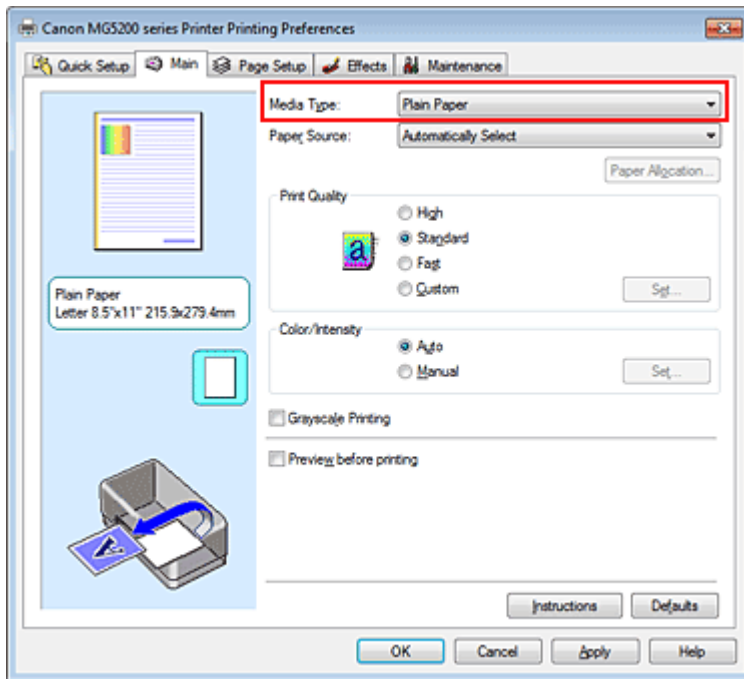 Canon MG5200 series Printer Printing Preferences
Quick Setup Main Page Setup Effects Maintenance
Media Type: Plain Paper
Paper Source: Automatically Select
Paper Allocation...
Print Quality
High
Standard
Fast
Custom Set...
Plain Paper
Letter 8.5"x11" 215.9x279.4mm
Color/Intensity
Auto
Manual Set...
Grayscale Printing
Preview before printing
Instructions Defaults
OK Cancel Apply Help